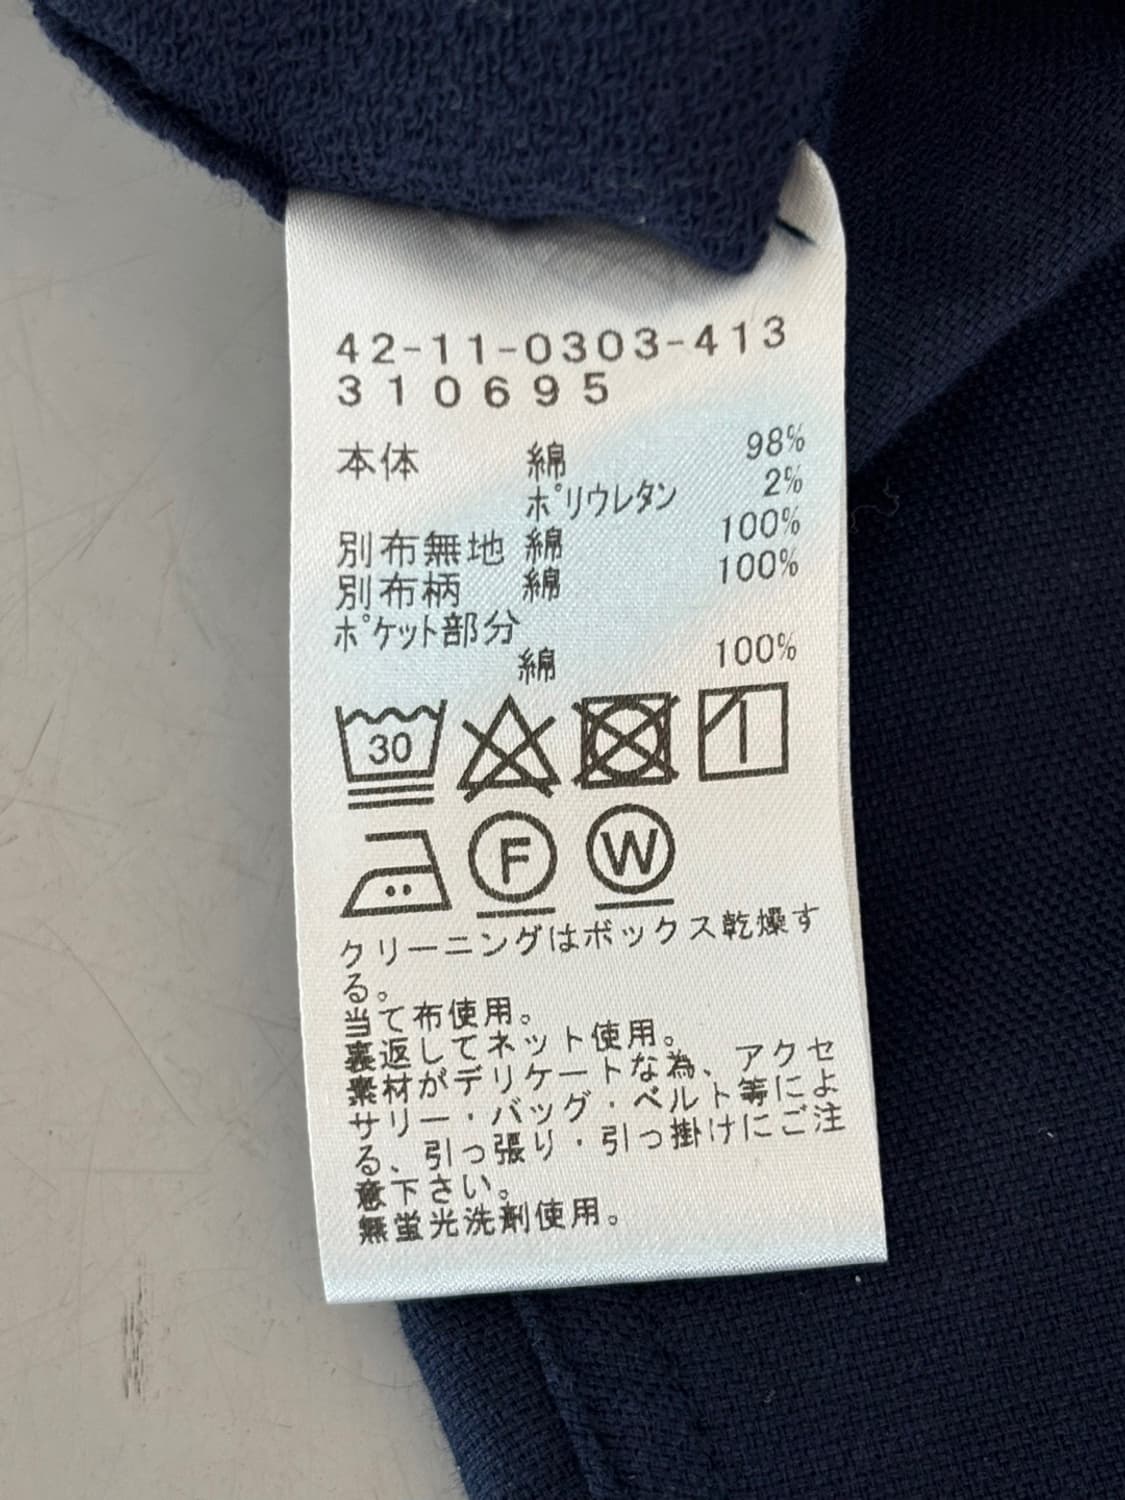 42-11-0303-413
310695
本体 綿 98%
ポリウレタン 2%
別布無地 綿 100%
別布柄 綿 100%
ポケット部分
綿 100%
30
F W
クリーニングはボックス乾燥す
る。
当て布使用。
裏返してネット使用。
素材がデリケートな為、アクセ
サリー・バッグ・ベルト等によ
る、引っ張り・引っ掛けにご注
意下さい。
無蛍光洗剤使用。